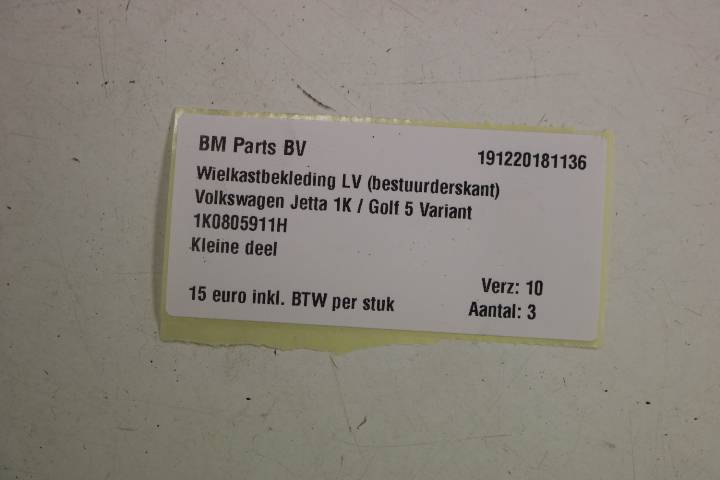 BM Parts BV
191220181136
Wielkastbekleding LV (bestuurderskant)
Volkswagen Jetta 1K / Golf 5 Variant
1K0805911H
Kleine deel
Verz: 10
15 euro inkl. BTW per stuk
Aantal: 3